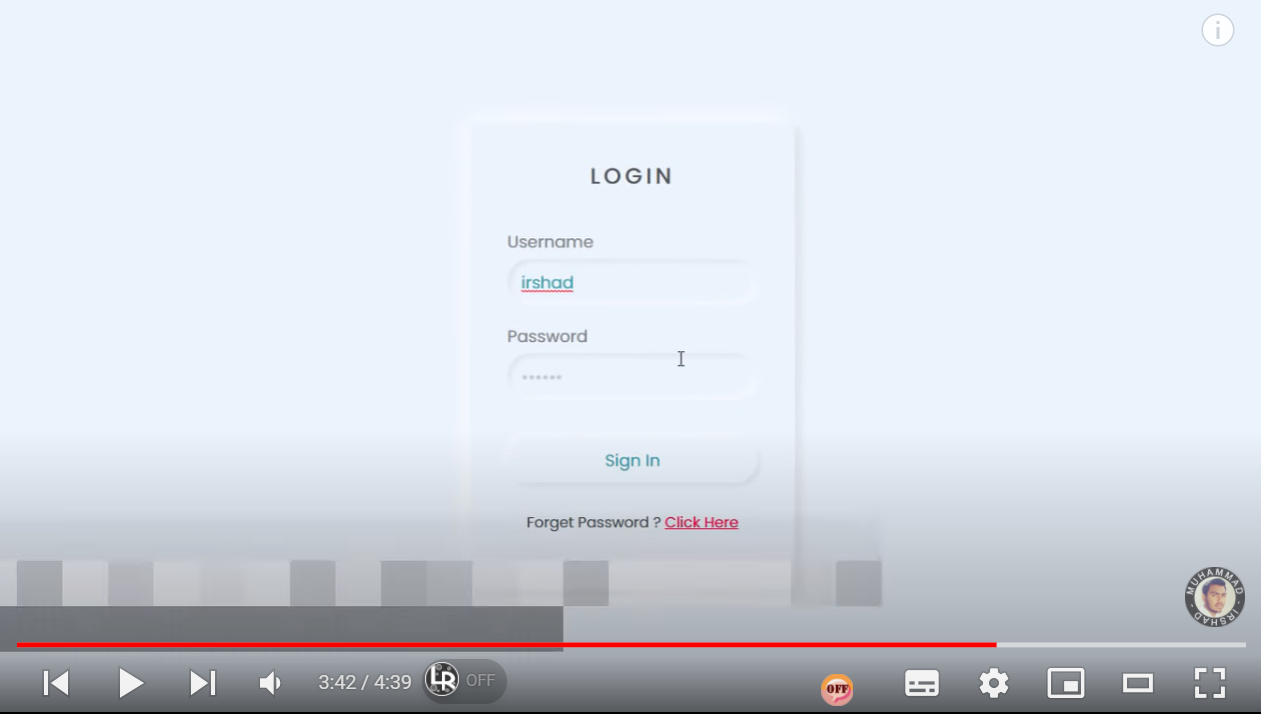 LOGIN
Username
irshad
Password
••••••
Sign In
Forget Password ? Click Here
MUHAMMAD
IRSHAD
3:42 / 4:39
LR OFF
OFF